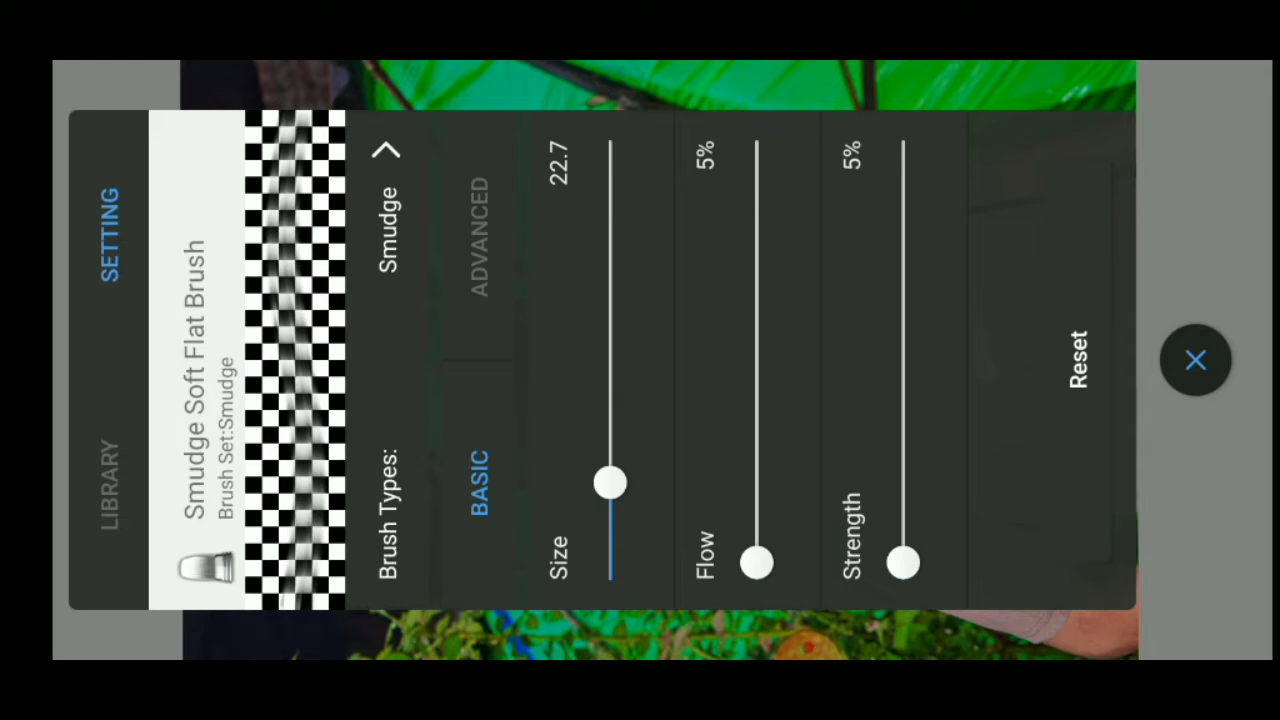 LIBRARY SETTING
Smudge Soft Flat Brush
Brush Set:Smudge
Brush Types: Smudge
BASIC ADVANCED
Size 22.7
Flow 5%
Strength 5%
Reset